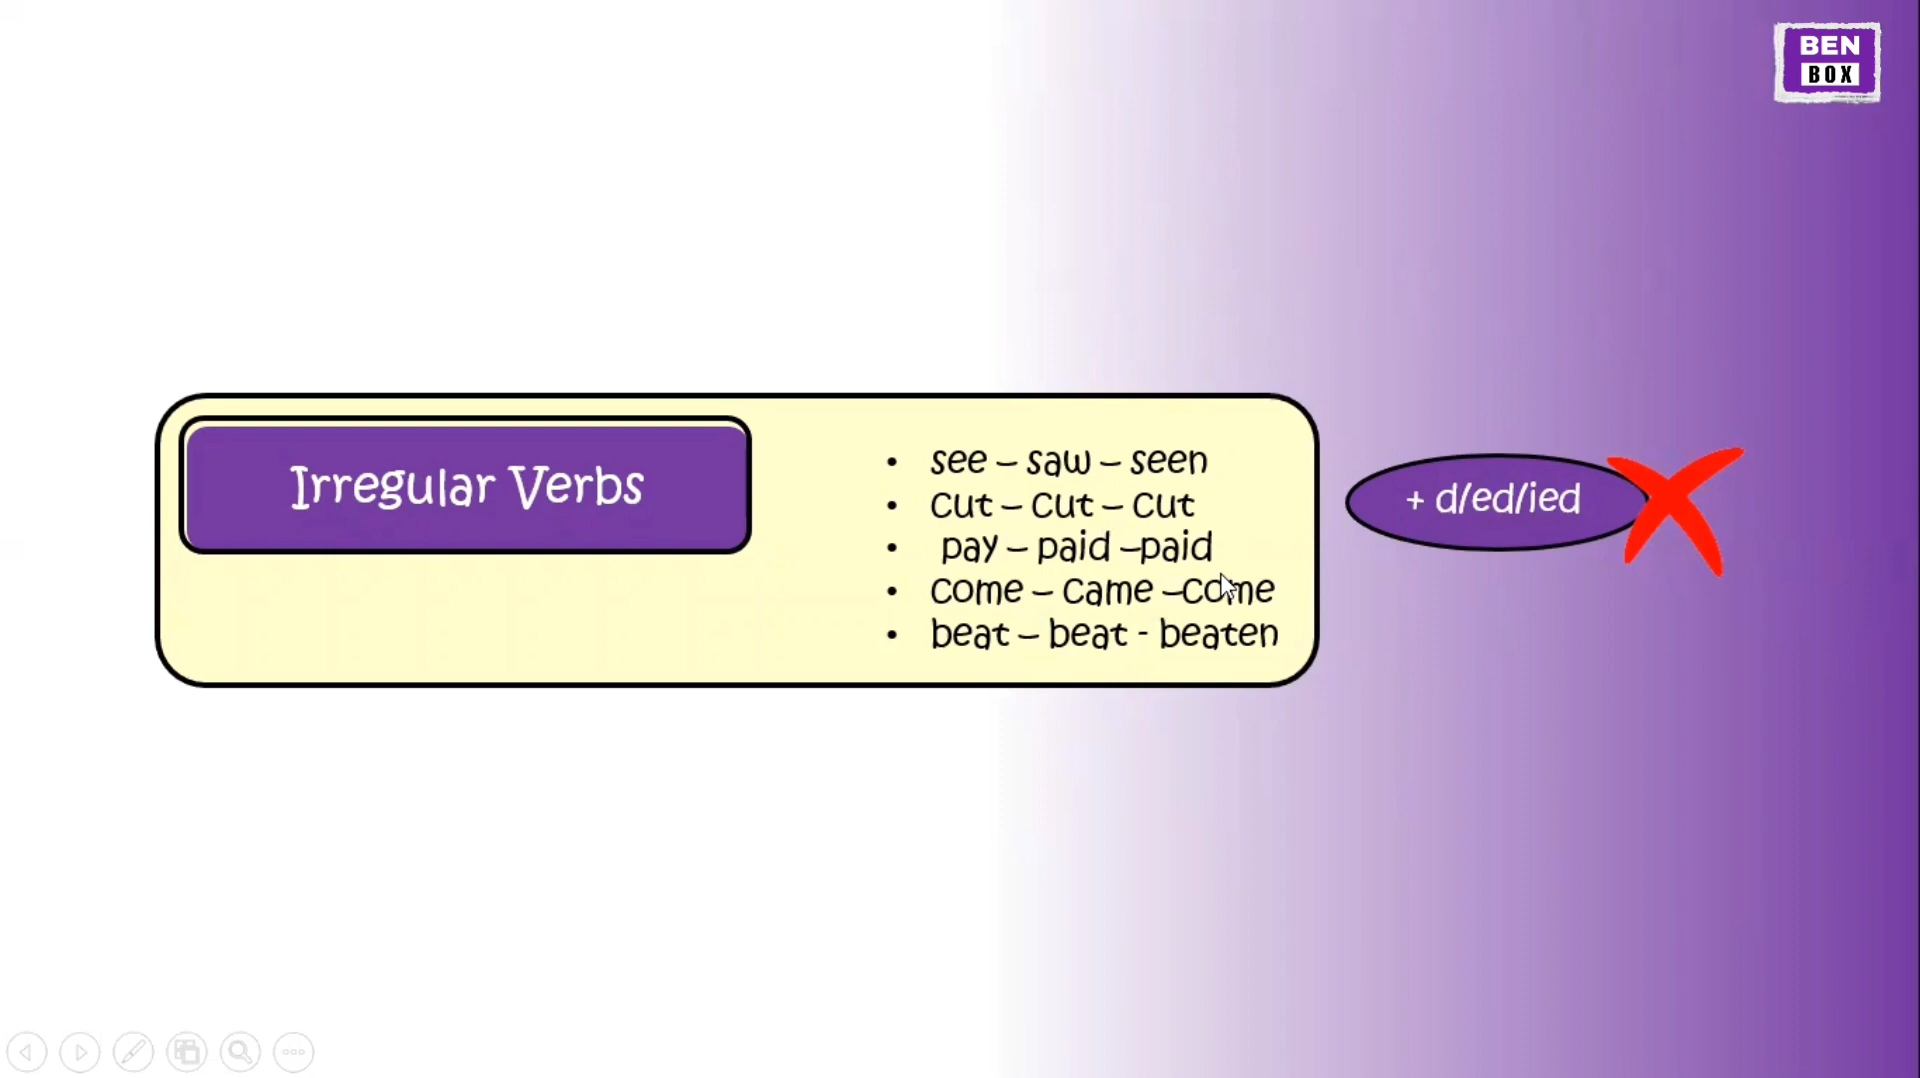 BEN
BOX
Irregular Verbs
• see – saw – seen
• cut – cut – cut
• pay – paid –paid
• come – came –come
• beat – beat - beaten
+ d/ed/ied